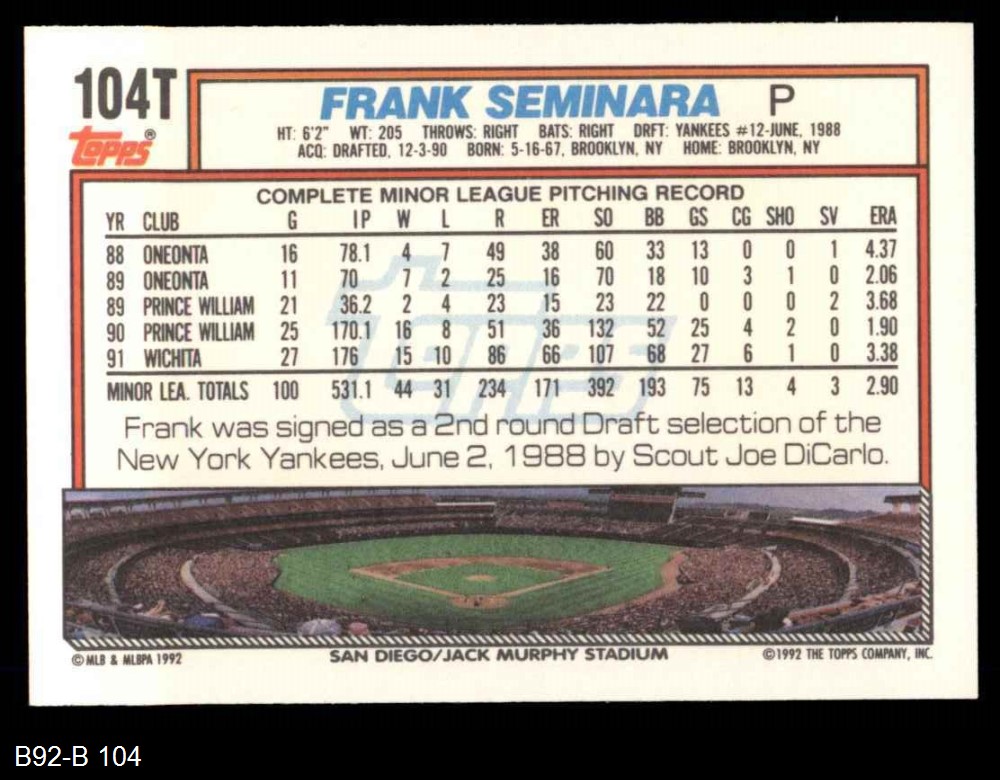 104T
FRANK SEMINARA P
Topps®
HT: 6'2" WT: 205 THROWS: RIGHT BATS: RIGHT DRFT: YANKEES #12-JUNE, 1988
ACQ: DRAFTED, 12-3-90 BORN: 5-16-67, BROOKLYN, NY HOME: BROOKLYN, NY
COMPLETE MINOR LEAGUE PITCHING RECORD
YR CLUB G IP W L R ER SO BB GS CG SHO SV ERA
88 ONEONTA 16 78.1 4 7 49 38 60 33 13 0 0 1 4.37
89 ONEONTA 11 70 7 2 25 16 70 18 10 3 1 0 2.06
89 PRINCE WILLIAM 21 36.2 2 4 23 15 23 22 0 0 0 2 3.68
90 PRINCE WILLIAM 25 170.1 16 8 51 36 132 52 25 4 2 0 1.90
91 WICHITA 27 176 15 10 86 66 107 68 27 6 1 0 3.38
MINOR LEA. TOTALS 100 531.1 44 31 234 171 392 193 75 13 4 3 2.90
Topps
Frank was signed as a 2nd round Draft selection of the
New York Yankees, June 2, 1988 by Scout Joe DiCarlo.
© MLB & MLBPA 1992 SAN DIEGO/JACK MURPHY STADIUM ©1992 THE TOPPS COMPANY, INC.
B92-B 104